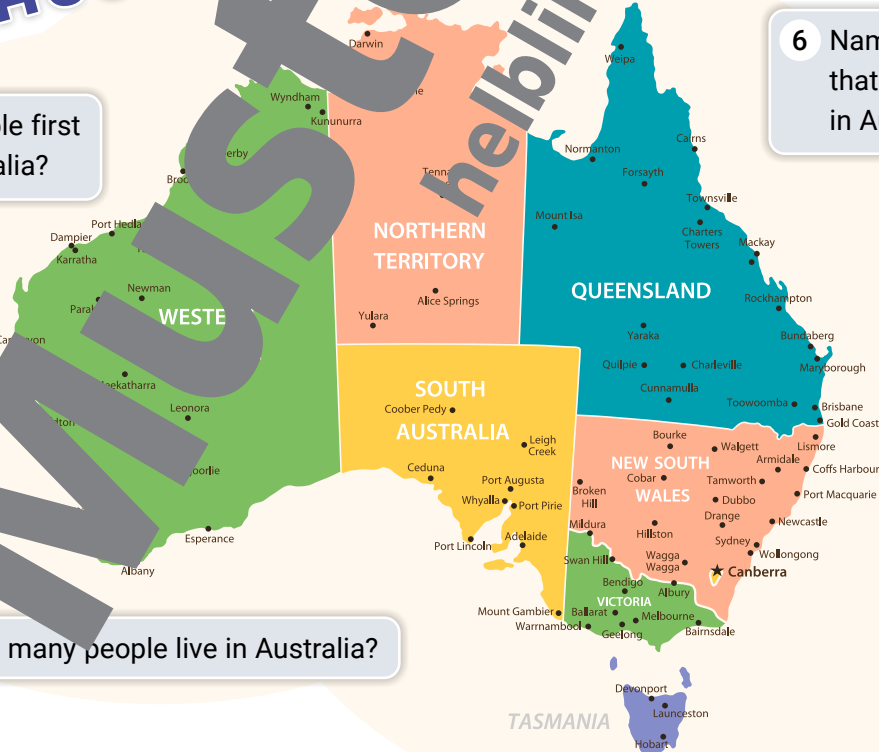 Must
helblin
6 Nam
that
in A
le first
alia?
many people live in Australia?
Darwin
Wyndham
Kununurra
erby
Port Hedla
Dampier
Karratha
Newman
WESTE
Leonora
Esperance
Albany
NORTHERN
TERRITORY
Alice Springs
Yulara
SOUTH
AUSTRALIA
Coober Pedy
Leigh
Creek
Ceduna
Port Augusta
Whyalla
Port Pirie
Port Lincoln
Adelaide
Mount Gambier
Weipa
Cairns
Normanton
Forsayth
Townsville
Mount Isa
Charters
Towers
Mackay
QUEENSLAND
Rockhampton
Yaraka
Bundaberg
Quilpie
Charleville
Maryborough
Cunnamulla
Toowoomba
Brisbane
Gold Coast
Bourke
Walgett
Lismore
NEW SOUTH
WALES
Armidale
Cobar
Tamworth
Coffs Harbour
Broken
Hill
Dubbo
Port Macquarie
Drange
Mildura
Hillston
Newcastle
Sydney
Wollongong
Swan Hill
Wagga
Wagga
Canberra
Bendigo
Albury
VICTORIA
Ballarat
Melbourne
Warrnambool
Geelong
Bairnsdale
Devonport
TASMANIA
Launceston
Hobart